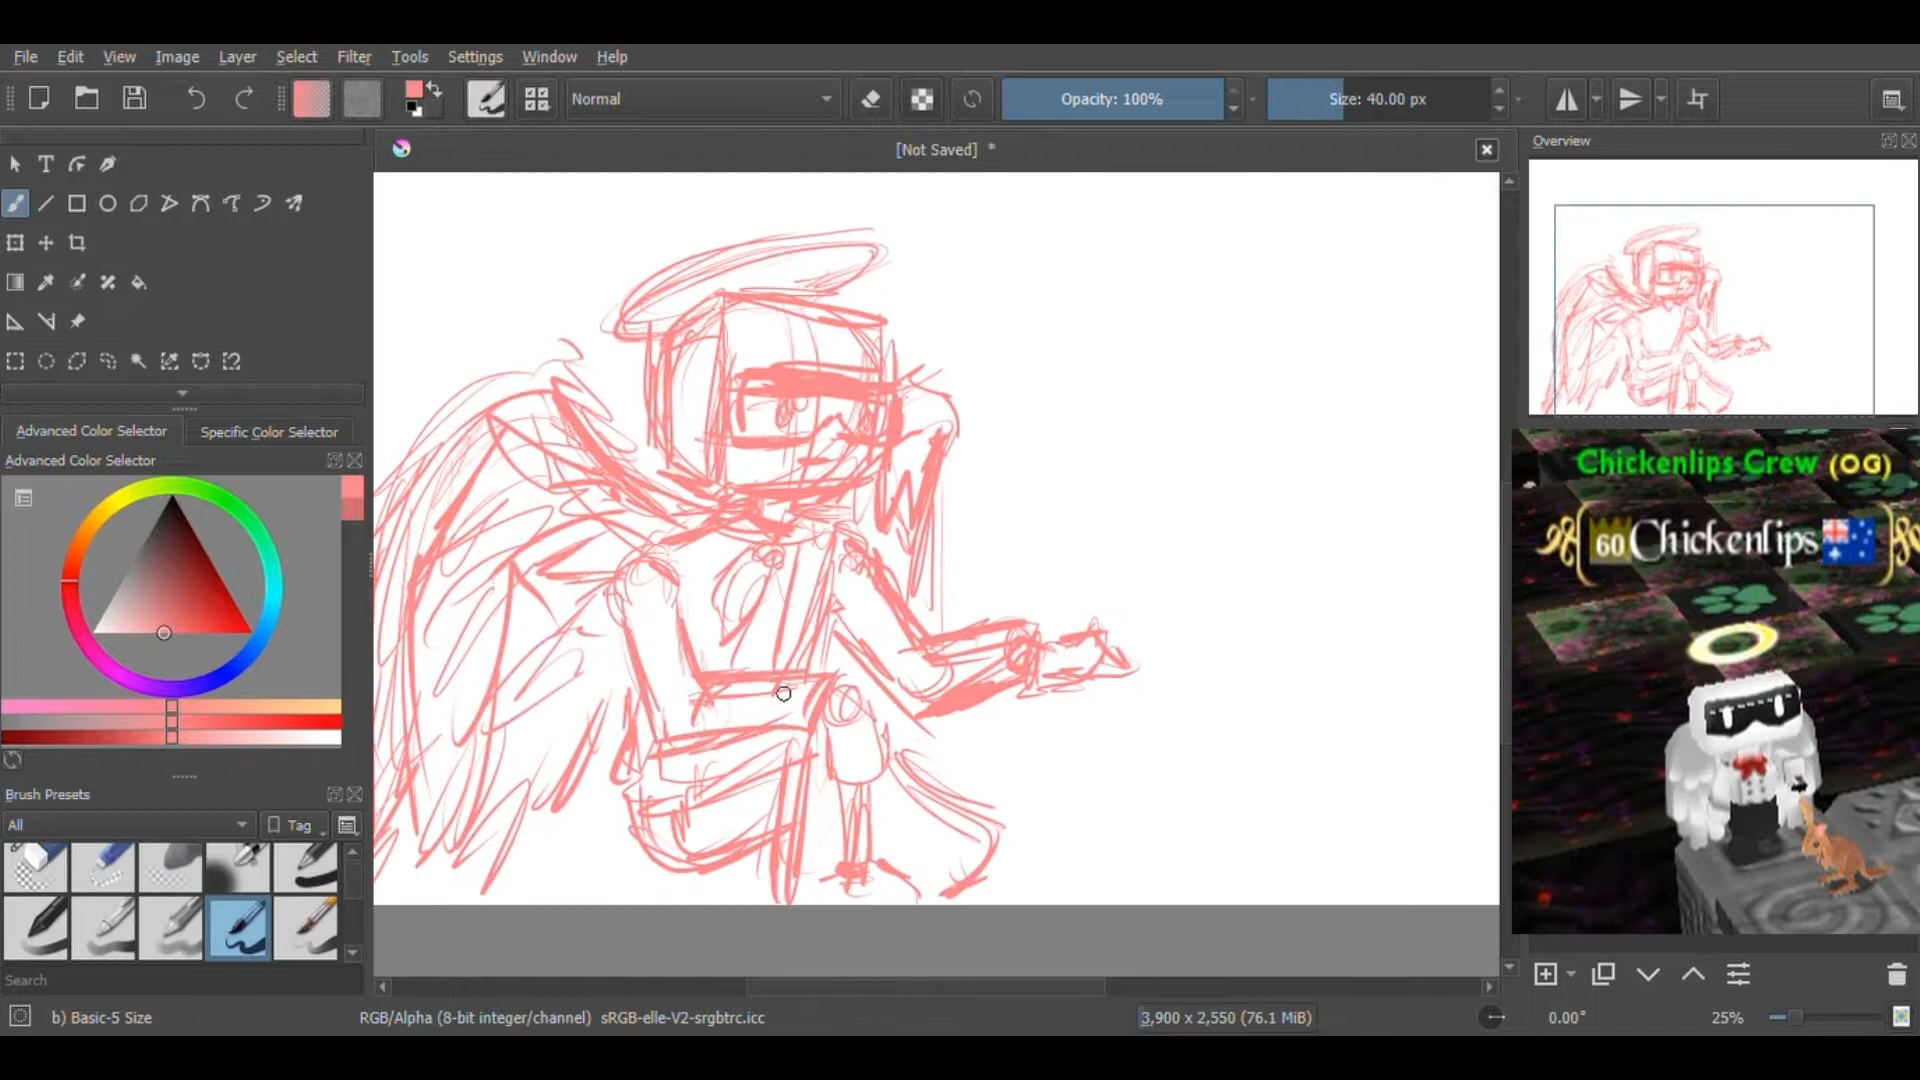 File Edit View Image Layer Select Filter Tools Settings Window Help
Normal Opacity: 100% Size: 40.00 px
[Not Saved] *
Overview
Advanced Color Selector Specific Color Selector
Advanced Color Selector
Chickenlips Crew (OG)
60 Chickenlips
Brush Presets
All Tag
Search
b) Basic-5 Size RGB/Alpha (8-bit integer/channel) sRGB-elle-V2-srgbtrc.icc 3,900 x 2,550 (76.1 MiB) 0.00° 25%